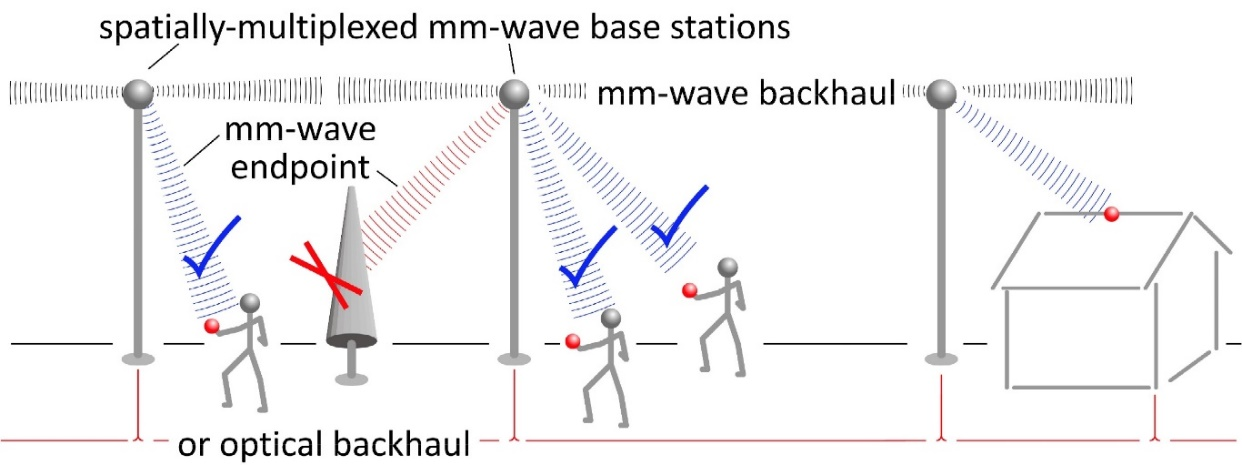 spatially-multiplexed mm-wave base stations
mm-wave backhaul
mm-wave
endpoint
or optical backhaul